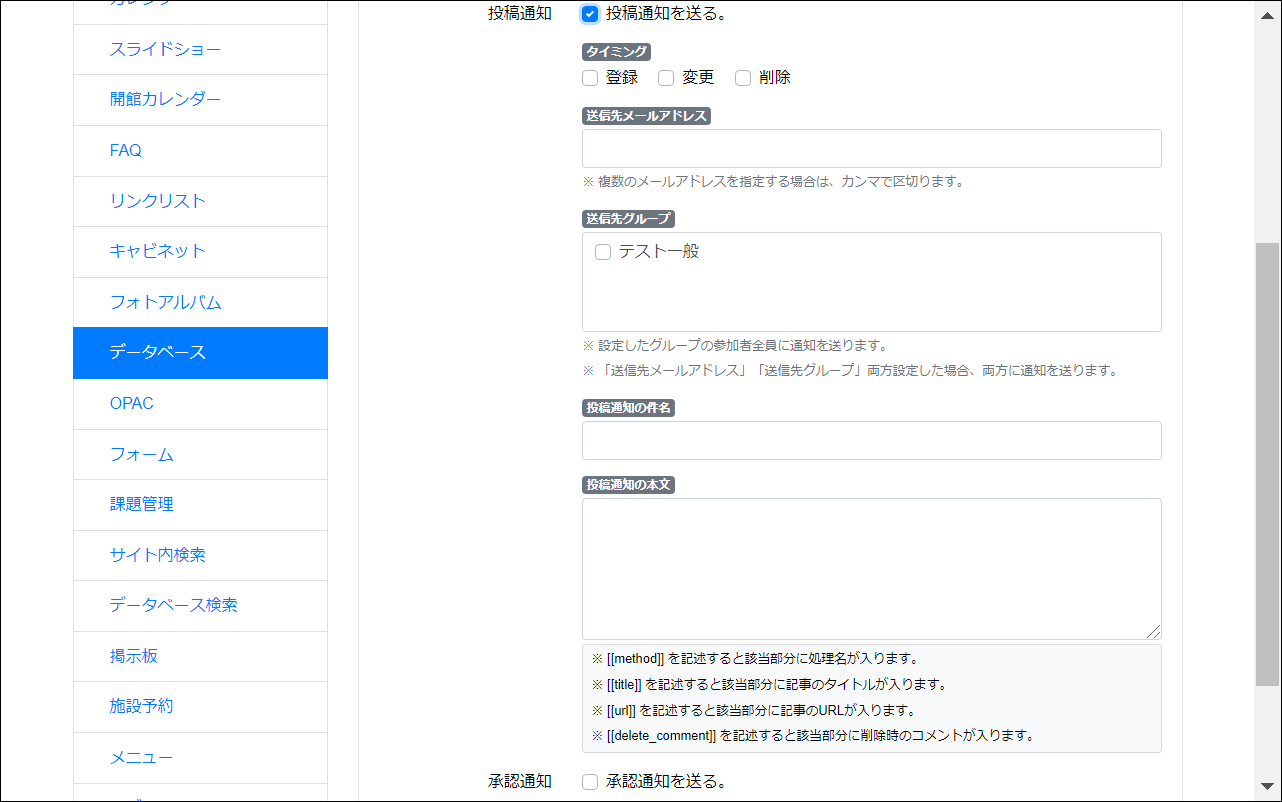 スライドショー
開館カレンダー
FAQ
リンクリスト
キャビネット
フォトアルバム
データベース
OPAC
フォーム
課題管理
サイト内検索
データベース検索
掲示板
施設予約
メニュー
投稿通知
投稿通知を送る。
タイミング
登録 変更 削除
送信先メールアドレス
※ 複数のメールアドレスを指定する場合は、カンマで区切ります。
送信先グループ
テスト一般
※ 設定したグループの参加者全員に通知を送ります。
※ 「送信先メールアドレス」「送信先グループ」両方設定した場合、両方に通知を送ります。
投稿通知の件名
投稿通知の本文
※ [[method]] を記述すると該当部分に処理名が入ります。
※ [[title]] を記述すると該当部分に記事のタイトルが入ります。
※ [[url]] を記述すると該当部分に記事のURLが入ります。
※ [[delete_comment]] を記述すると該当部分に削除時のコメントが入ります。
承認通知
承認通知を送る。